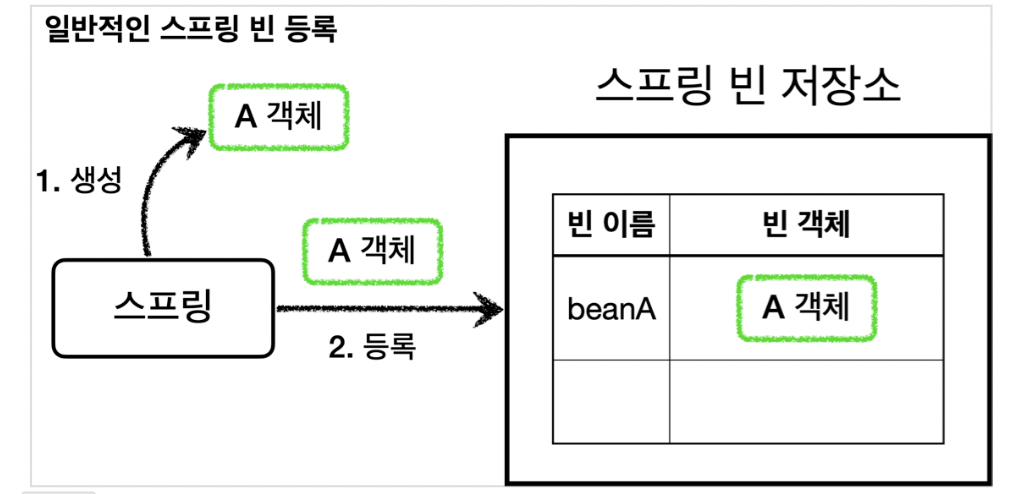 일반적인 스프링 빈 등록
스프링 빈 저장소
A 객체
1. 생성
A 객체
스프링
2. 등록
빈 이름 빈 객체
beanA A 객체